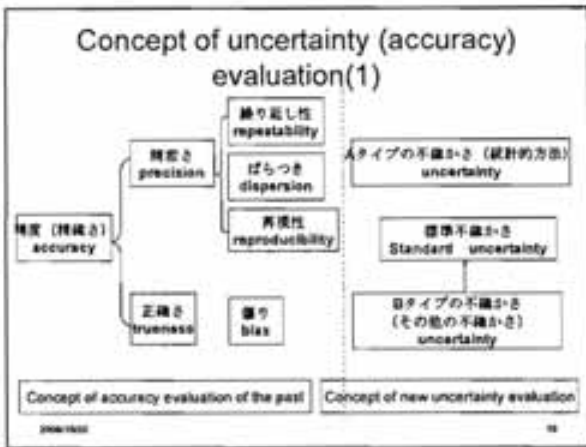 Concept of uncertainty (accuracy)
evaluation(1)
繰り返し性
repeatability
精密さ
precision
ばらつき
dispersion
再現性
reproducibility
精度（精確さ）
accuracy
正確さ
trueness
偏り
bias
Aタイプの不確かさ（統計的方法）
uncertainty
標準不確かさ
Standard uncertainty
Bタイプの不確かさ
（その他の不確かさ）
uncertainty
Concept of accuracy evaluation of the past
Concept of new uncertainty evaluation